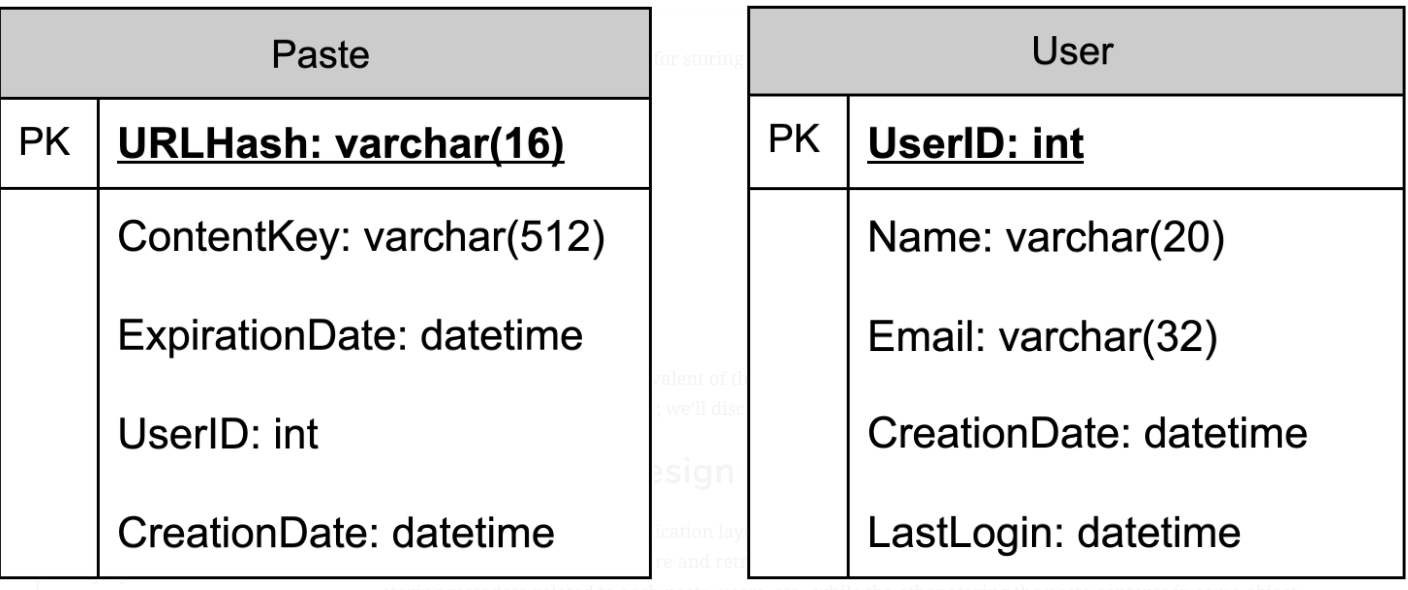 Paste
PK
URLHash: varchar(16)
ContentKey: varchar(512)
ExpirationDate: datetime
UserID: int
CreationDate: datetime
for storing
valent of th
; we'll disc
esign
ication lay
re and retr
User
PK
UserID: int
Name: varchar(20)
Email: varchar(32)
CreationDate: datetime
LastLogin: datetime